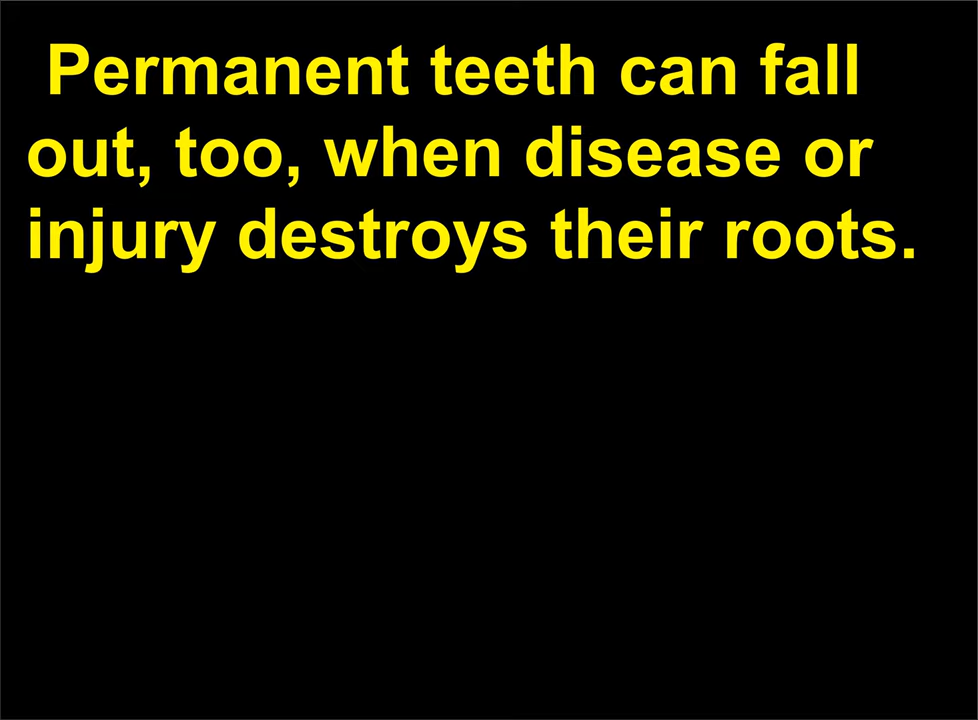 Permanent teeth can fall
out, too, when disease or
injury destroys their roots.